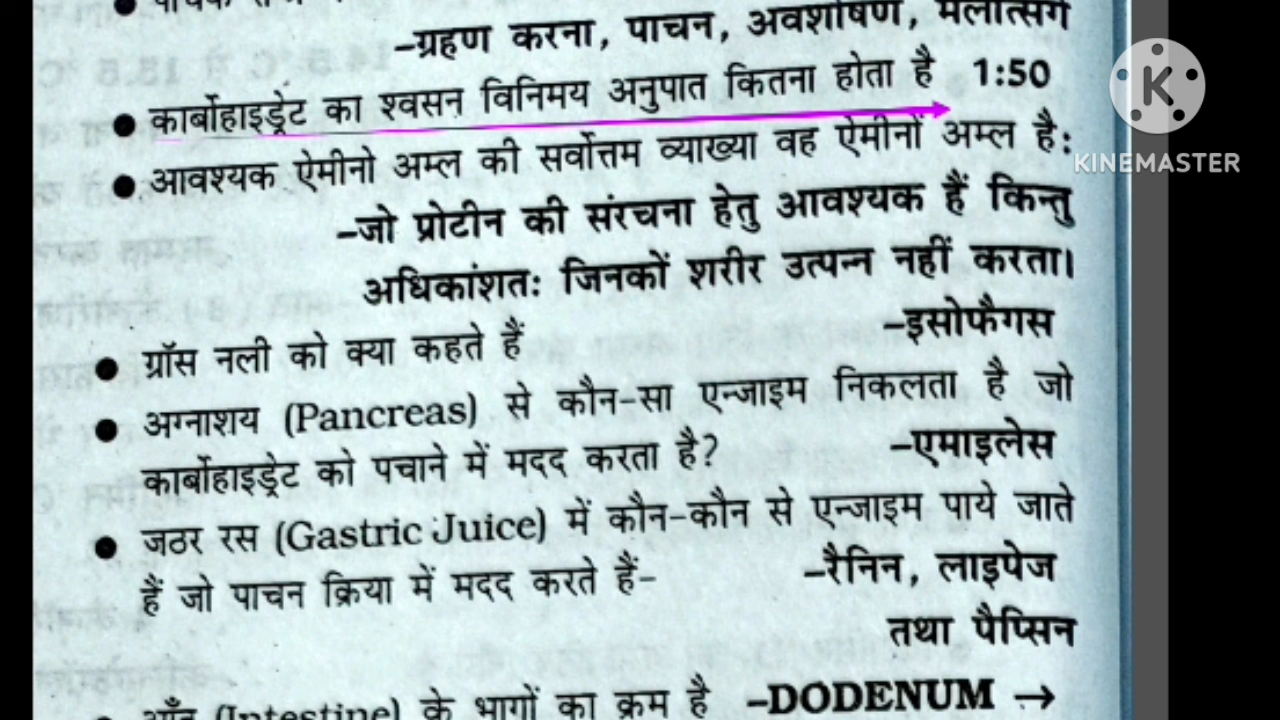 –ग्रहण करना, पाचन, अवशोषण, मलोत्सर्ग
● कार्बोहाइड्रेट का श्वसन विनिमय अनुपात कितना होता है 1:50
● आवश्यक ऐमीनो अम्ल की सर्वोत्तम व्याख्या वह ऐमीनों अम्ल है:
–जो प्रोटीन की संरचना हेतु आवश्यक हैं किन्तु
अधिकांशतः जिनकों शरीर उत्पन्न नहीं करता।
● ग्रॉस नली को क्या कहते हैं –इसोफैगस
● अग्नाशय (Pancreas) से कौन-सा एन्जाइम निकलता है जो
कार्बोहाइड्रेट को पचाने में मदद करता है? –एमाइलेस
● जठर रस (Gastric Juice) में कौन-कौन से एन्जाइम पाये जाते
हैं जो पाचन क्रिया में मदद करते हैं- –रैनिन, लाइपेज
तथा पैप्सिन
(Intestine) के भागों का क्रम है –DODENUM →
K
KINEMASTER